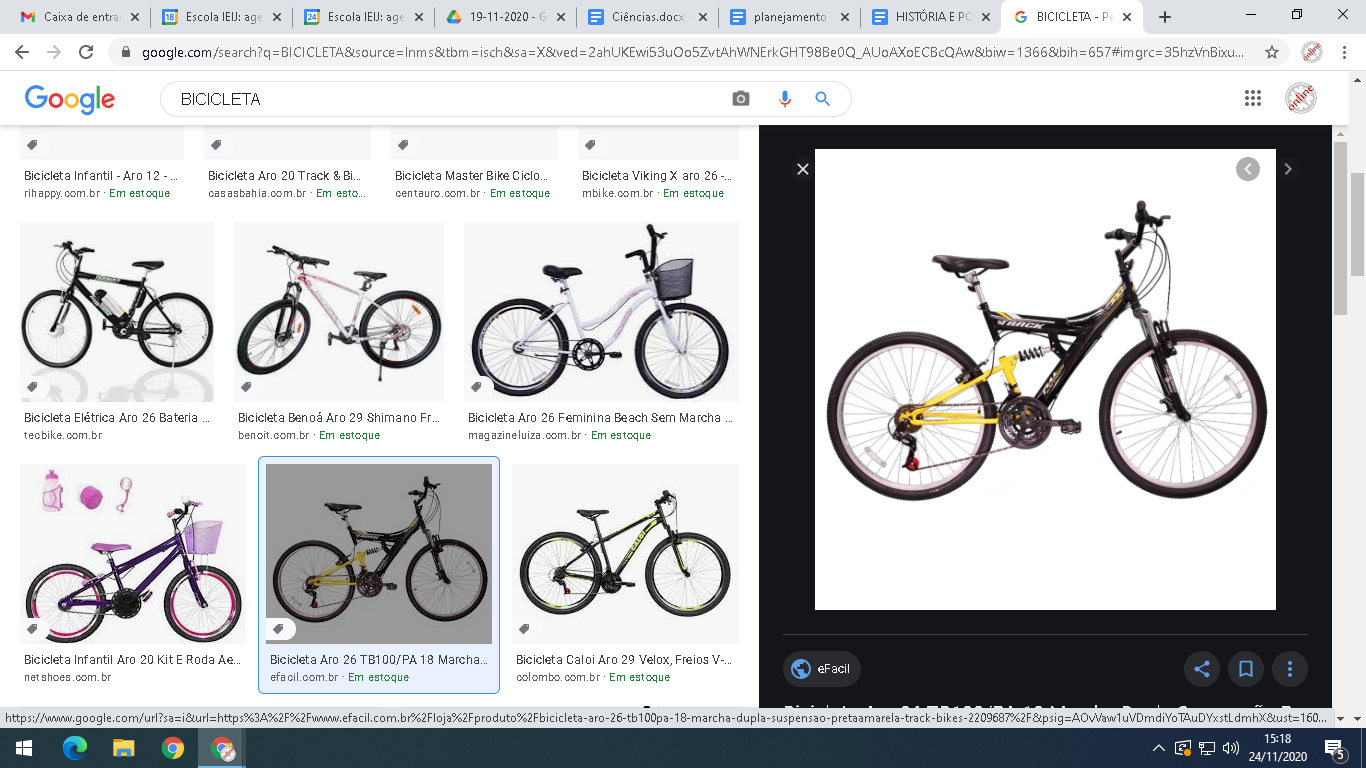 Caixa de entra
Escola IEIJ: age
Escola IEIJ: age
19-11-2020 - G
Ciências.docx
planejamento
HISTÓRIA E PO
BICICLETA - Pe
google.com/search?q=BICICLETA&source=lnms&tbm=isch&sa=X&ved=2ahUKEwi53uOo5ZvtAhWNErkGHT98Be0Q_AUoAXoECBcQAw&biw=1366&bih=657#imgrc=35hzVnBixu...
Google
BICICLETA
online
Bicicleta Infantil - Aro 12 - ...
rihappy.com.br · Em estoque
Bicicleta Aro 20 Track & Bi...
casasbahia.com.br · Em esto...
Bicicleta Master Bike Ciclo...
centauro.com.br · Em estoque
Bicicleta Viking X aro 26 -...
mbike.com.br · Em estoque
Bicicleta Elétrica Aro 26 Bateria ...
tecbike.com.br
Bicicleta Benoá Aro 29 Shimano Fr...
benoit.com.br · Em estoque
Bicicleta Aro 26 Feminina Beach Sem Marcha ...
magazineluiza.com.br · Em estoque
Bicicleta Infantil Aro 20 Kit E Roda Ae...
netshoes.com.br
Bicicleta Aro 26 TB100/PA 18 Marcha...
efacil.com.br · Em estoque
CALOI
Bicicleta Caloi Aro 29 Velox, Freios V-...
colombo.com.br · Em estoque
TRACK
eFacil
https://www.google.com/url?sa=i&url=https%3A%2F%2Fwww.efacil.com.br%2Floja%2Fproduto%2Fbicicleta-aro-26-tb100pa-18-marcha-dupla-suspensao-pretaamarela-track-bikes-2209687%2F&psig=AOvVaw1uVDmdiYoTAuDYxstLdmhX&ust=160...
15:18
24/11/2020
5